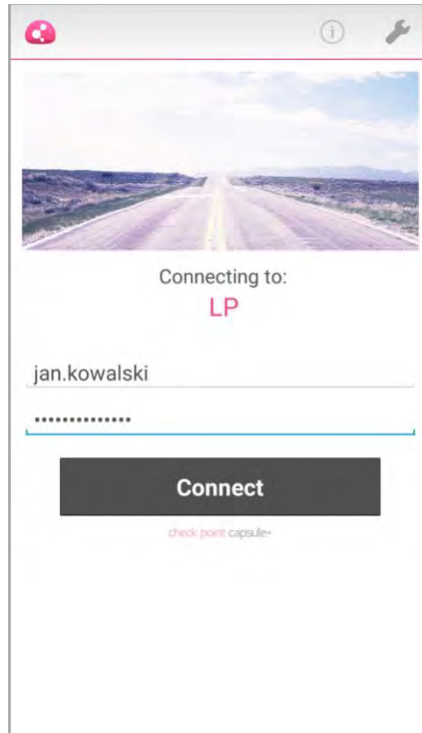 Connecting to:
LP
jan.kowalski
••••••••••••••
Connect
check point capsule